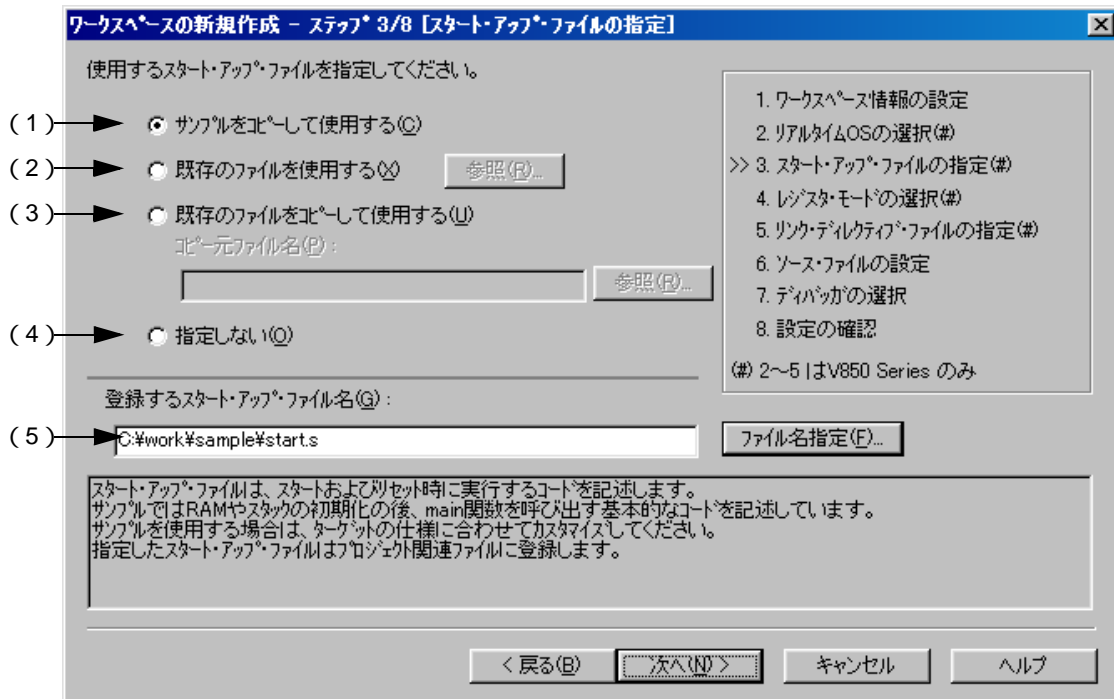 ワークスペースの新規作成 - ステップ 3/8 [スタート・アップ・ファイルの指定]
使用するスタート・アップ・ファイルを指定してください。
(1) サンプルをコピーして使用する(C)
(2) 既存のファイルを使用する(X) 参照(R)...
(3) 既存のファイルをコピーして使用する(U)
コピー元ファイル名(P):
参照(R)...
(4) 指定しない(O)
1. ワークスペース情報の設定
2. リアルタイムOSの選択(#)
>> 3. スタート・アップ・ファイルの指定(#)
4. レジスタ・モードの選択(#)
5. リンク・ディレクティブ・ファイルの指定(#)
6. ソース・ファイルの設定
7. ディバッガの選択
8. 設定の確認
(#) 2~5 はV850 Series のみ
登録するスタート・アップ・ファイル名(G):
(5) C:¥work¥sample¥start.s ファイル名指定(F)...
スタート・アップ・ファイルは、スタートおよびリセット時に実行するコードを記述します。
サンプルではRAMやスタックの初期化の後、main関数を呼び出す基本的なコードを記述しています。
サンプルを使用する場合は、ターゲットの仕様に合わせてカスタマイズしてください。
指定したスタート・アップ・ファイルはプロジェクト関連ファイルに登録します。
< 戻る(B) 次へ(N) > キャンセル ヘルプ